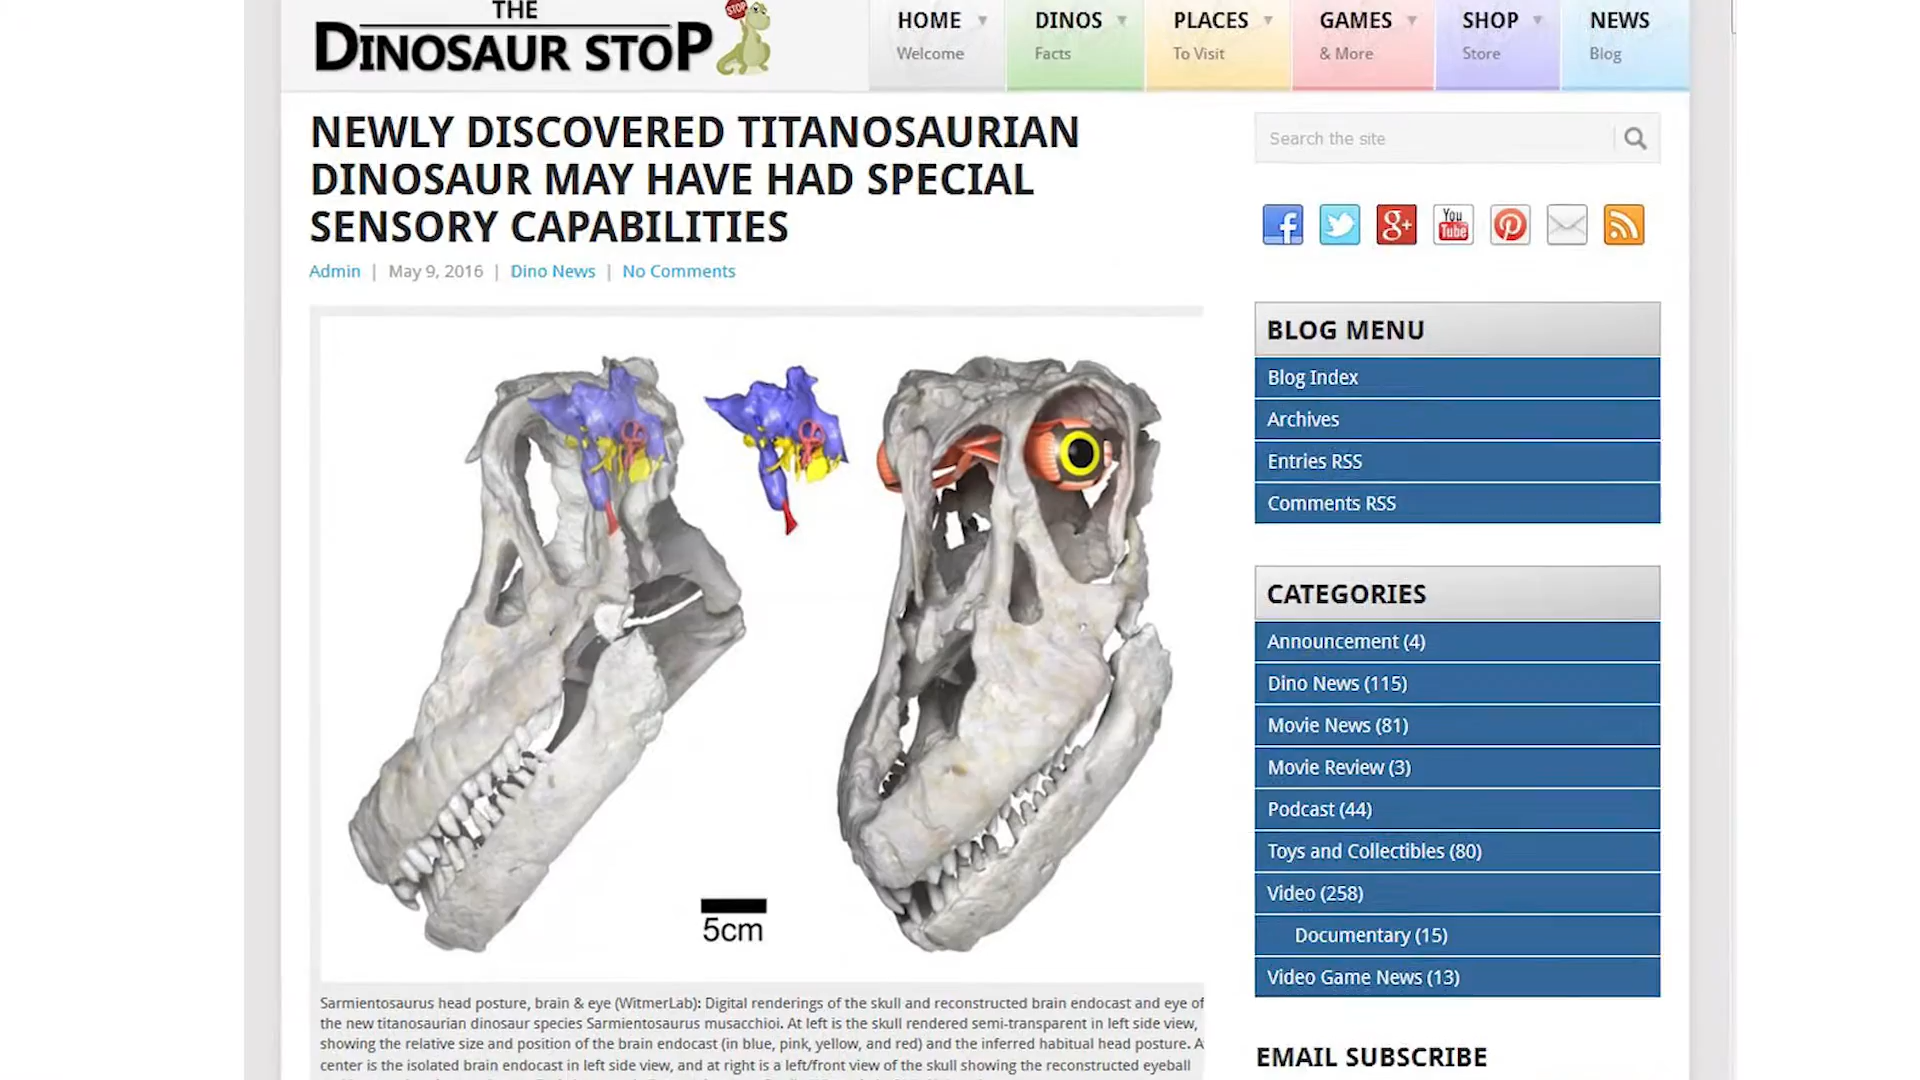 THE
DINOSAUR STOP
STOP
HOME
Welcome
DINOS
Facts
PLACES
To Visit
GAMES
& More
SHOP
Store
NEWS
Blog
NEWLY DISCOVERED TITANOSAURIAN
DINOSAUR MAY HAVE HAD SPECIAL
SENSORY CAPABILITIES
Admin | May 9, 2016 | Dino News | No Comments
5cm
Sarmientosaurus head posture, brain & eye (WitmerLab): Digital renderings of the skull and reconstructed brain endocast and eye of
the new titanosaurian dinosaur species Sarmientosaurus musacchioi. At left is the skull rendered semi-transparent in left side view,
showing the relative size and position of the brain endocast (in blue, pink, yellow, and red) and the inferred habitual head posture. A
center is the isolated brain endocast in left side view, and at right is a left/front view of the skull showing the reconstructed eyeball
Search the site
You
Tube
BLOG MENU
Blog Index
Archives
Entries RSS
Comments RSS
CATEGORIES
Announcement (4)
Dino News (115)
Movie News (81)
Movie Review (3)
Podcast (44)
Toys and Collectibles (80)
Video (258)
Documentary (15)
Video Game News (13)
EMAIL SUBSCRIBE